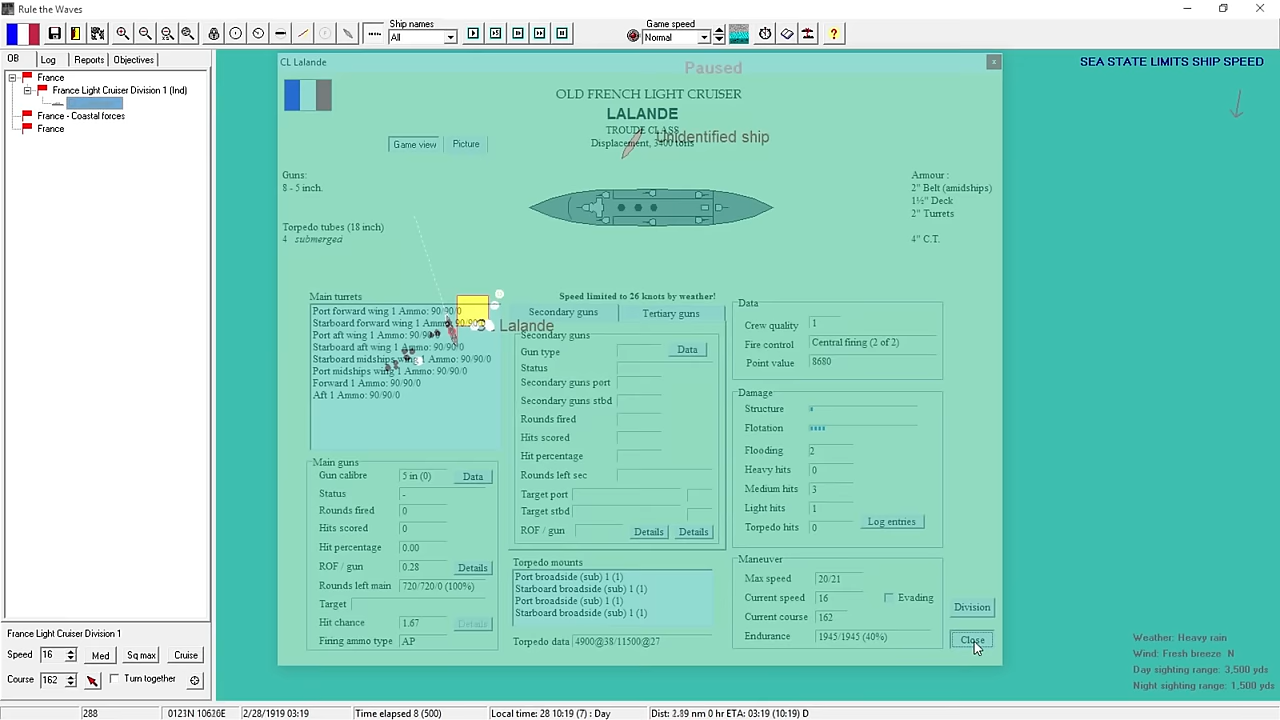 Rule the Waves
Ship names
All
Game speed
Normal
?
OB Log Reports Objectives
France
France Light Cruiser Division 1 (Ind)
France - Coastal forces
France
CL Lalande
x
Paused
SEA STATE LIMITS SHIP SPEED
OLD FRENCH LIGHT CRUISER
LALANDE
TROUDE CLASS
Displacement, 3400 tons
Unidentified ship
Game view Picture
Guns:
8 - 5 inch.
Torpedo tubes (18 inch)
4 submerged
Armour :
2" Belt (amidships)
1½" Deck
2" Turrets
4" C.T.
Main turrets
Port forward wing 1 Ammo: 90/90/0
Starboard forward wing 1 Ammo: 90/90/0
Port aft wing 1 Ammo: 90/90/0
Starboard aft wing 1 Ammo: 90/90/0
Starboard midships wing 1 Ammo: 90/90/0
Port midships wing 1 Ammo: 90/90/0
Forward 1 Ammo: 90/90/0
Aft 1 Ammo: 90/90/0
Lalande
Main guns
Gun calibre 5 in (0) Data
Status -
Rounds fired 0
Hits scored 0
Hit percentage 0.00
ROF / gun 0.28 Details
Rounds left main 720/720/0 (100%)
Target
Hit chance 1.67 Details
Firing ammo type AP
Speed limited to 26 knots by weather!
Secondary guns Tertiary guns
Secondary guns
Gun type Data
Status
Secondary guns port
Secondary guns stbd
Rounds fired
Hits scored
Hit percentage
Rounds left sec
Target port
Target stbd
ROF / gun Details Details
Torpedo mounts
Port broadside (sub) 1 (1)
Starboard broadside (sub) 1 (1)
Port broadside (sub) 1 (1)
Starboard broadside (sub) 1 (1)
Torpedo data 4900@38/11500@27
Data
Crew quality 1
Fire control Central firing (2 of 2)
Point value 8680
Damage
Structure
Flotation
Flooding 2
Heavy hits 0
Medium hits 3
Light hits 1
Torpedo hits 0
Log entries
Maneuver
Max speed 20/21
Current speed 16 Evading
Current course 162
Endurance 1945/1945 (40%)
Division
Close
France Light Cruiser Division 1
Speed 16 Med Sq max Cruise
Course 162 Turn together
Weather: Heavy rain
Wind: Fresh breeze N
Day sighting range: 3,500 yds
Night sighting range: 1,500 yds
288 0123N 10626E 2/28/1919 03:19 Time elapsed 8 (500) Local time: 28 10:19 (7) : Day Dist: 2.89 nm 0 hr ETA: 03:19 (10:19) D